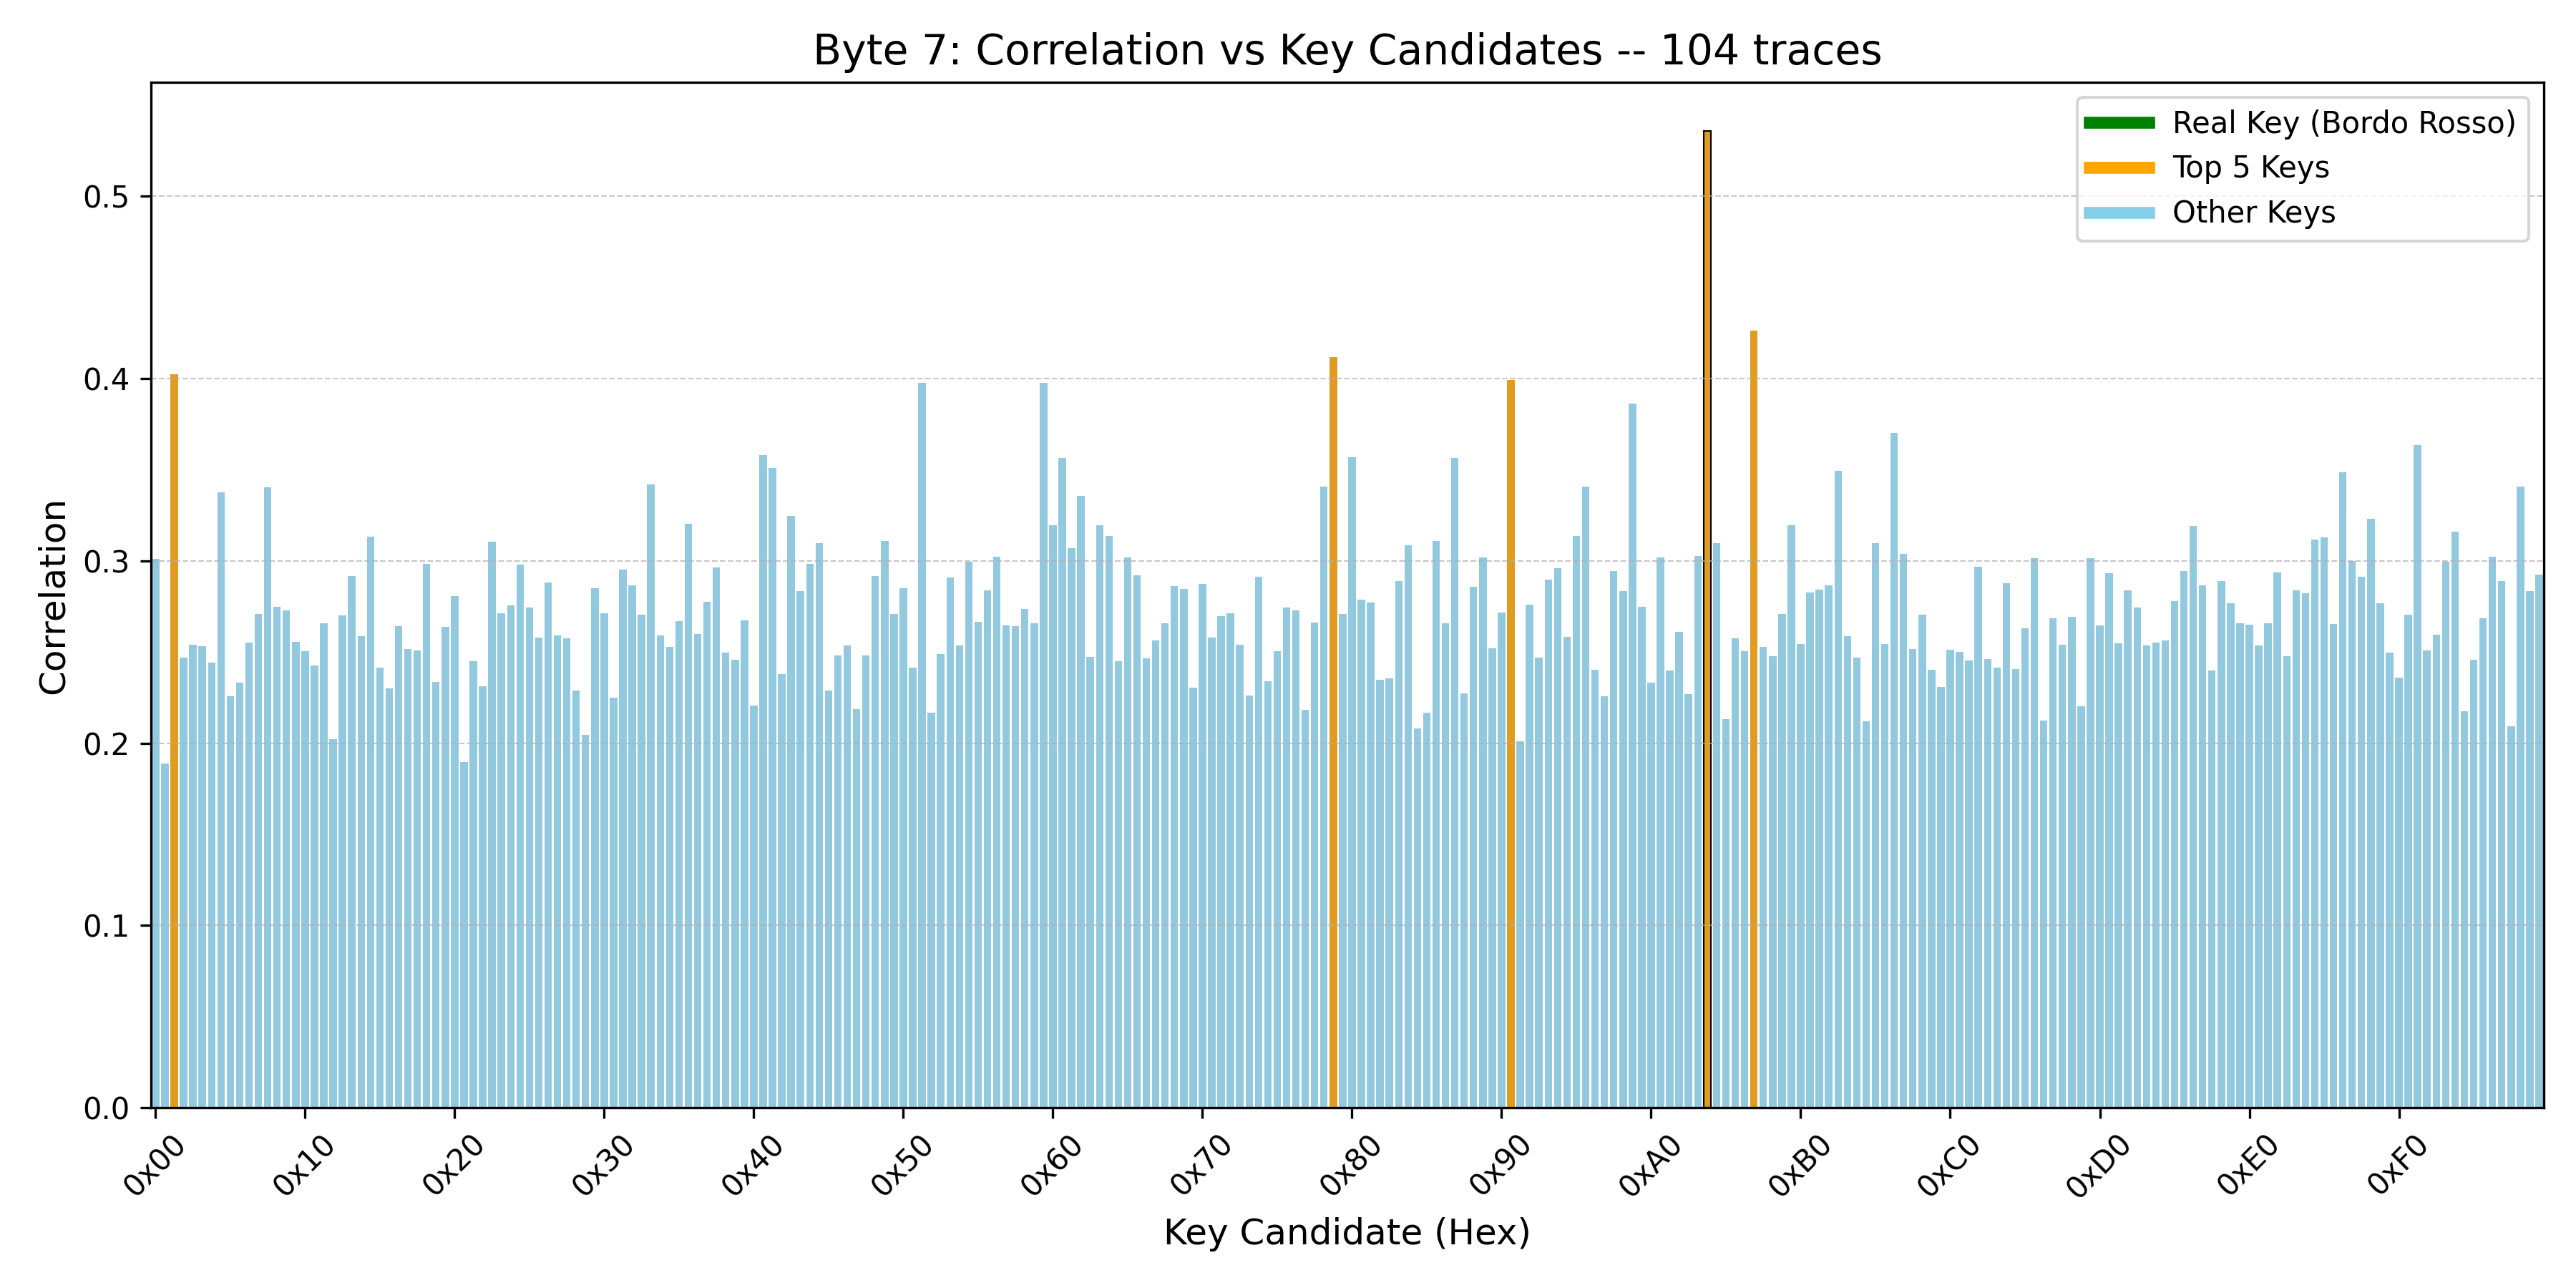 Byte 7: Correlation vs Key Candidates -- 104 traces
Real Key (Bordo Rosso)
Top 5 Keys
Other Keys
Correlation
0.5
0.4
0.3
0.2
0.1
0.0
0x00 0x10 0x20 0x30 0x40 0x50 0x60 0x70 0x80 0x90 0xA0 0xB0 0xC0 0xD0 0xE0 0xF0
Key Candidate (Hex)